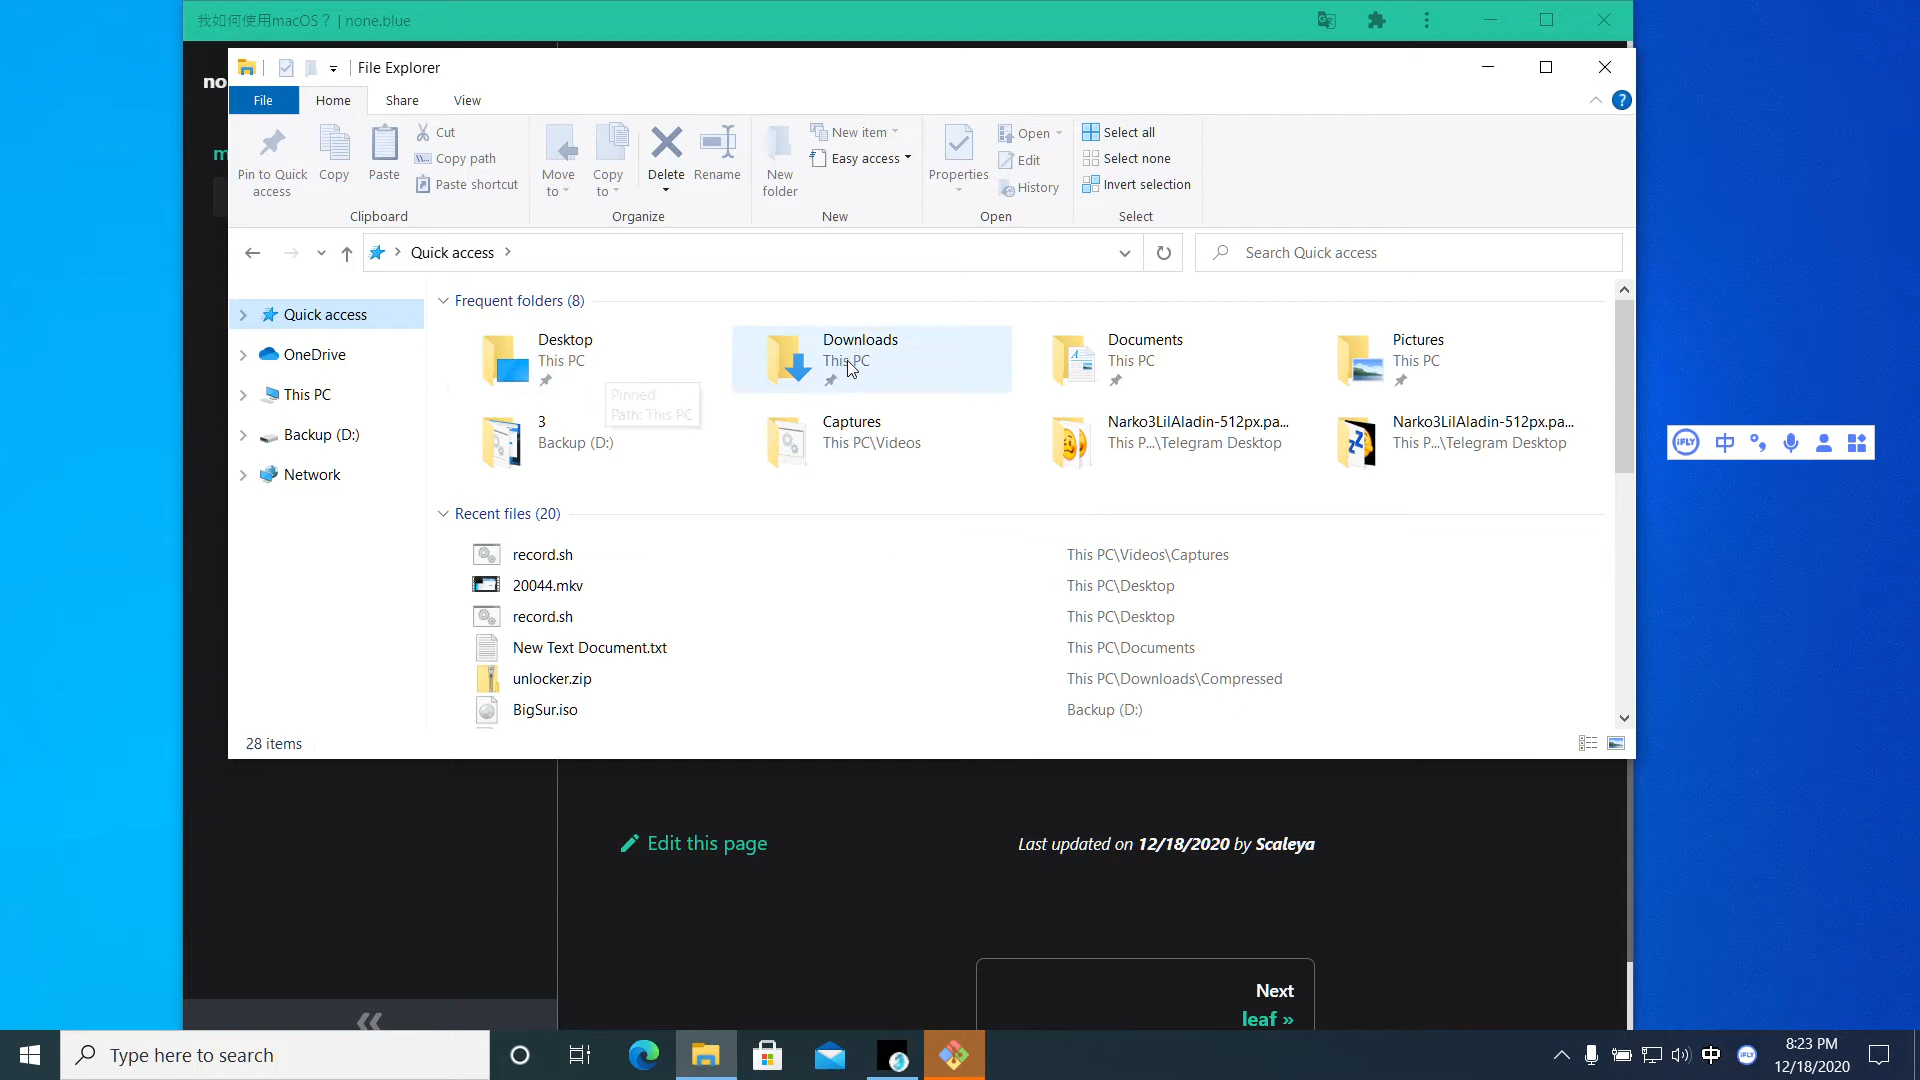 我如何使用macOS？ | none.blue
File Explorer
no
File
Home
Share
View
Pin to Quick access
Copy
Paste
Cut
Copy path
Paste shortcut
Clipboard
Move to
Copy to
Delete
Rename
Organize
New folder
New item
Easy access
New
Properties
Open
Edit
History
Open
Select all
Select none
Invert selection
Select
m
Quick access
Search Quick access
Quick access
OneDrive
This PC
Backup (D:)
Network
Frequent folders (8)
Desktop
This PC
Downloads
This PC
Documents
This PC
Pictures
This PC
Pinned
Path: This PC
3
Backup (D:)
Captures
This PC\Videos
Narko3LilAladin-512px.pa...
This P...\Telegram Desktop
Narko3LilAladin-512px.pa...
This P...\Telegram Desktop
Recent files (20)
record.sh This PC\Videos\Captures
20044.mkv This PC\Desktop
record.sh This PC\Desktop
New Text Document.txt This PC\Documents
unlocker.zip This PC\Downloads\Compressed
BigSur.iso Backup (D:)
28 items
iFLY 中
Edit this page
Last updated on 12/18/2020 by Scaleya
Next
leaf »
«
Type here to search
中
iFLY
8:23 PM
12/18/2020